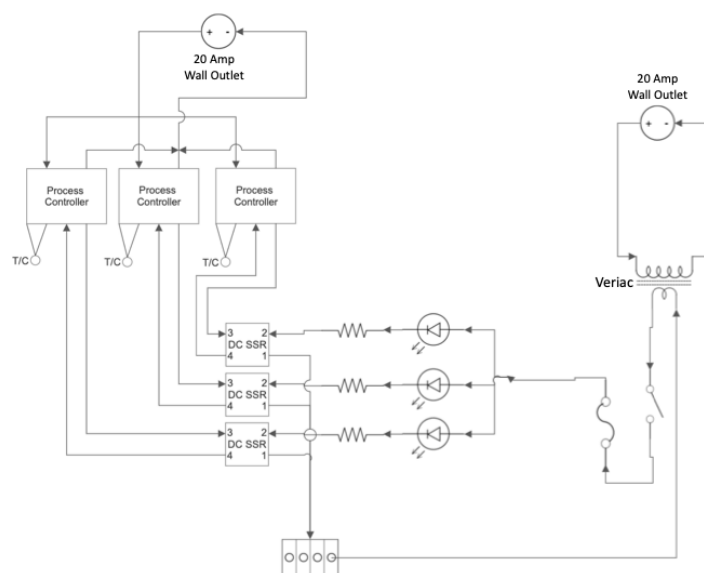 + -
20 Amp
Wall Outlet
20 Amp
Wall Outlet
+ -
Process
Controller
Process
Controller
Process
Controller
T/C
T/C
T/C
Veriac
3 2
DC SSR
4 1
3 2
DC SSR
4 1
3 2
DC SSR
4 1